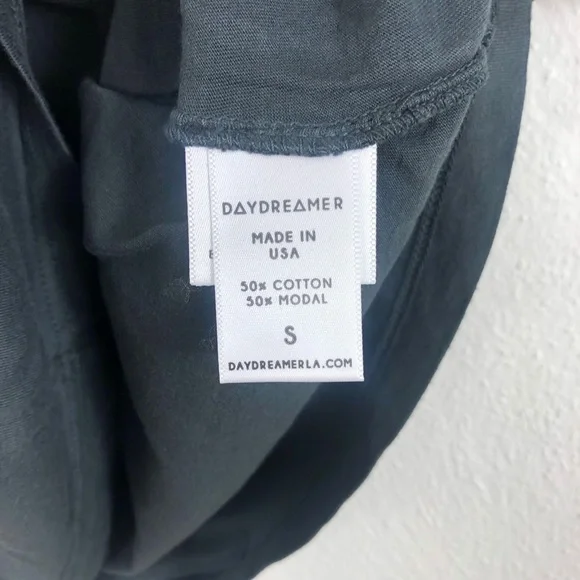 DAYDREAMER
MADE IN
USA
50% COTTON
50% MODAL
S
DAYDREAMERLA.COM